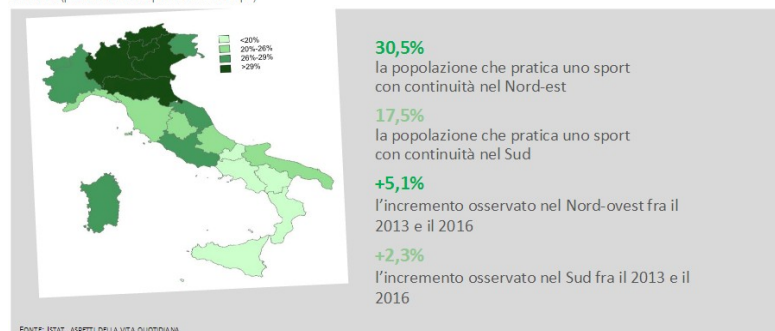 <20%
20%-26%
26%-29%
>29%
30,5%
la popolazione che pratica uno sport
con continuità nel Nord-est
17,5%
la popolazione che pratica uno sport
con continuità nel Sud
+5,1%
l'incremento osservato nel Nord-ovest fra il
2013 e il 2016
+2,3%
l'incremento osservato nel Sud fra il 2013 e il
2016
FONTE: ISTAT, ASPETTI DELLA VITA QUOTIDIANA